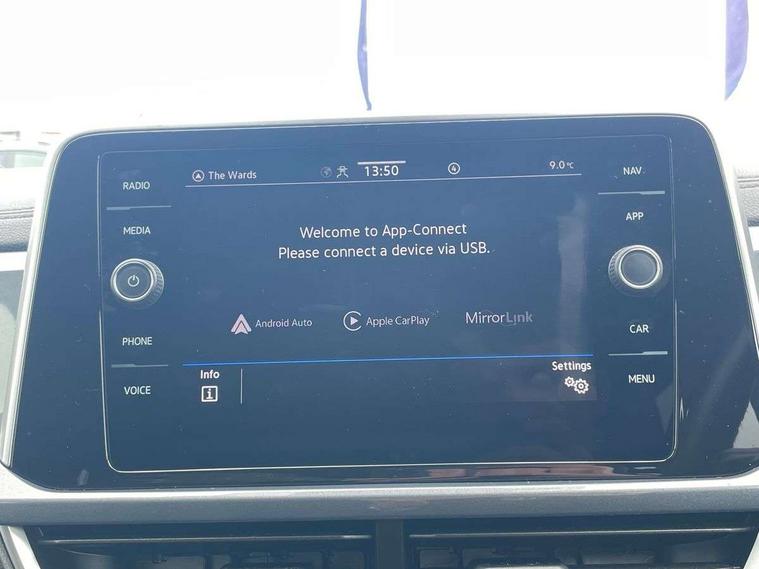 RADIO
MEDIA
PHONE
VOICE
The Wards
13:50
4
9.0°C
Welcome to App-Connect
Please connect a device via USB.
Android Auto
Apple CarPlay
MirrorLink
Info
i
Settings
NAV
APP
CAR
MENU